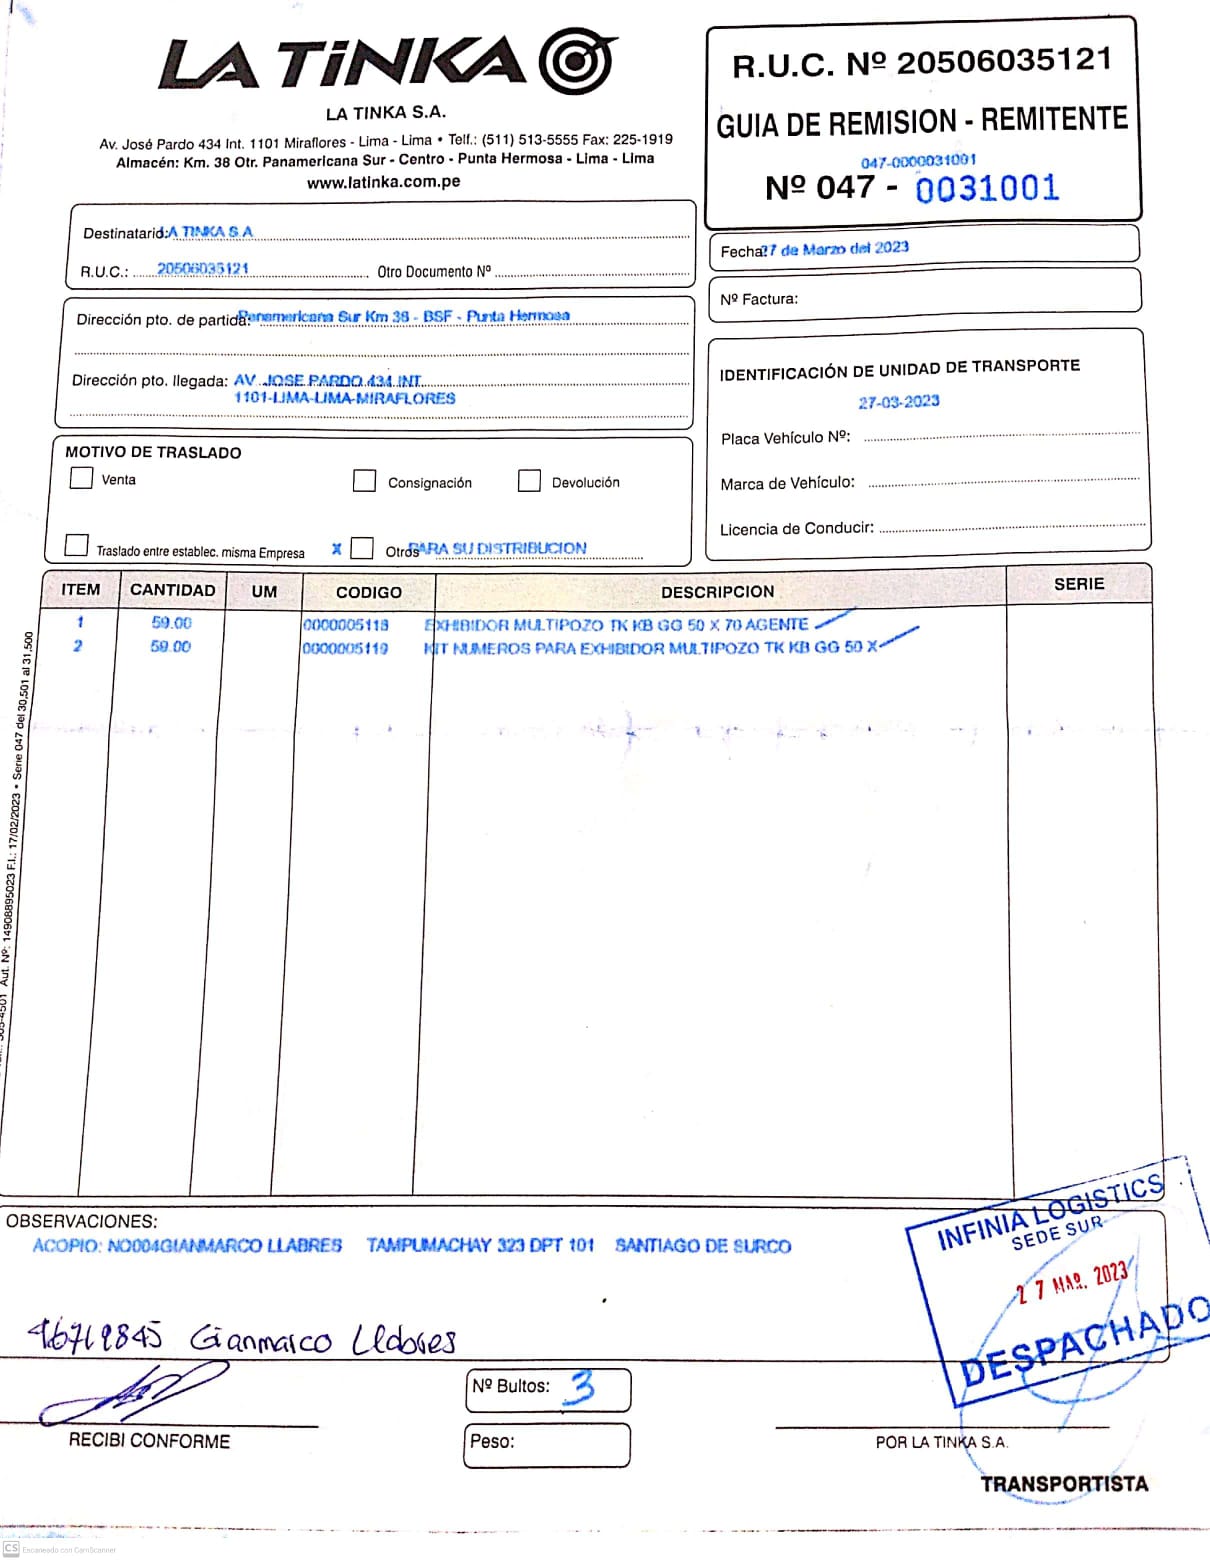 LA TiNKA
LA TINKA S.A.
Av. José Pardo 434 Int. 1101 Miraflores - Lima - Lima • Telf.: (511) 513-5555 Fax: 225-1919
Almacén: Km. 38 Otr. Panamericana Sur - Centro - Punta Hermosa - Lima - Lima
www.latinka.com.pe
R.U.C. Nº 20506035121
GUIA DE REMISION - REMITENTE
047-0000031001
Nº 047 - 0031001
Destinatario:A TINKA S A
R.U.C.: 20506035121 Otro Documento Nº
Fecha 27 de Marzo del 2023
Nº Factura:
Dirección pto. de partida: Panamericana Sur Km 38 - BSF - Punta Hermosa
Dirección pto. llegada: AV. JOSE PARDO 434 INT.
1101-LIMA-LIMA-MIRAFLORES
IDENTIFICACIÓN DE UNIDAD DE TRANSPORTE
27-03-2023
Placa Vehículo Nº:
Marca de Vehículo:
Licencia de Conducir:
MOTIVO DE TRASLADO
Venta
Consignación
Devolución
Traslado entre establec. misma Empresa
X Otros PARA SU DISTRIBUCION
ITEM CANTIDAD UM CODIGO DESCRIPCION SERIE
1 59.00 0000005118 EXHIBIDOR MULTIPOZO TK KB GG 50 X 70 AGENTE
2 59.00 0000005119 KIT NUMEROS PARA EXHIBIDOR MULTIPOZO TK KB GG 50 X
Aut. Nº: 14908895023 F.I.: 17/02/2023 • Serie 047 del 30,501 al 31,500
OBSERVACIONES:
ACOPIO: NO004GIANMARCO LLABRES TAMPUMACHAY 323 DPT 101 SANTIAGO DE SURCO
INFINIA LOGISTICS
SEDE SUR
27 MAR. 2023
DESPACHADO
46719845 Gianmarco Llabres
RECIBI CONFORME
Nº Bultos: 3
Peso:
POR LA TINKA S.A.
TRANSPORTISTA
CS Escaneado con CamScanner